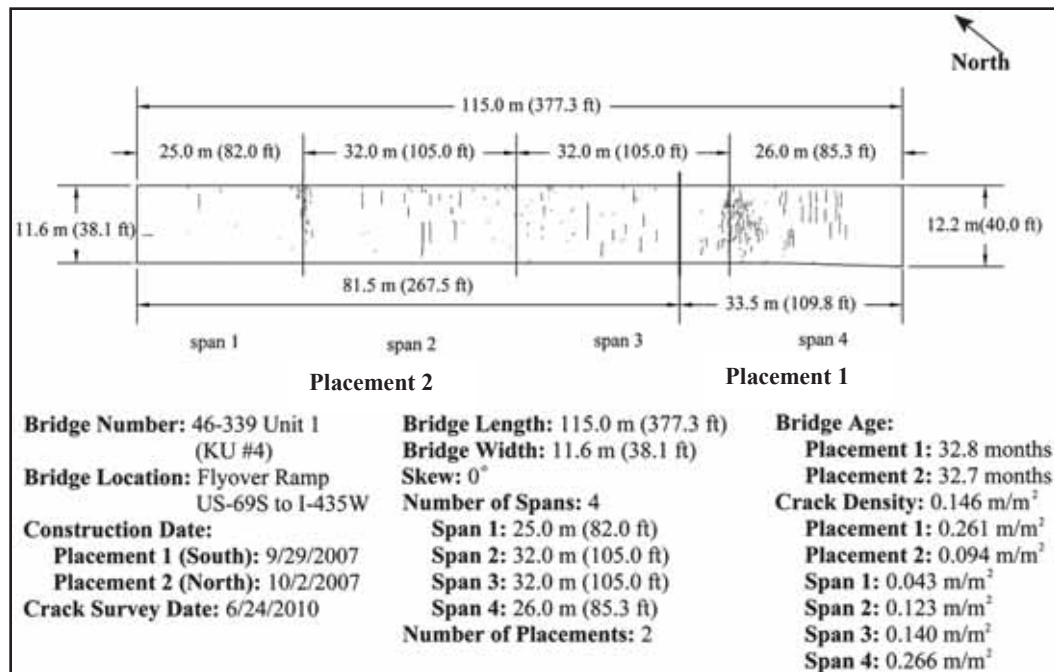 North
115.0 m (377.3 ft)
25.0 m (82.0 ft)
32.0 m (105.0 ft)
32.0 m (105.0 ft)
26.0 m (85.3 ft)
11.6 m (38.1 ft)
12.2 m(40.0 ft)
81.5 m (267.5 ft)
33.5 m (109.8 ft)
span 1
span 2
span 3
span 4
Placement 2
Placement 1
Bridge Number: 46-339 Unit 1
(KU #4)
Bridge Location: Flyover Ramp
US-69S to I-435W
Construction Date:
Placement 1 (South): 9/29/2007
Placement 2 (North): 10/2/2007
Crack Survey Date: 6/24/2010
Bridge Length: 115.0 m (377.3 ft)
Bridge Width: 11.6 m (38.1 ft)
Skew: 0°
Number of Spans: 4
Span 1: 25.0 m (82.0 ft)
Span 2: 32.0 m (105.0 ft)
Span 3: 32.0 m (105.0 ft)
Span 4: 26.0 m (85.3 ft)
Number of Placements: 2
Bridge Age:
Placement 1: 32.8 months
Placement 2: 32.7 months
Crack Density: 0.146 m/m²
Placement 1: 0.261 m/m²
Placement 2: 0.094 m/m²
Span 1: 0.043 m/m²
Span 2: 0.123 m/m²
Span 3: 0.140 m/m²
Span 4: 0.266 m/m²